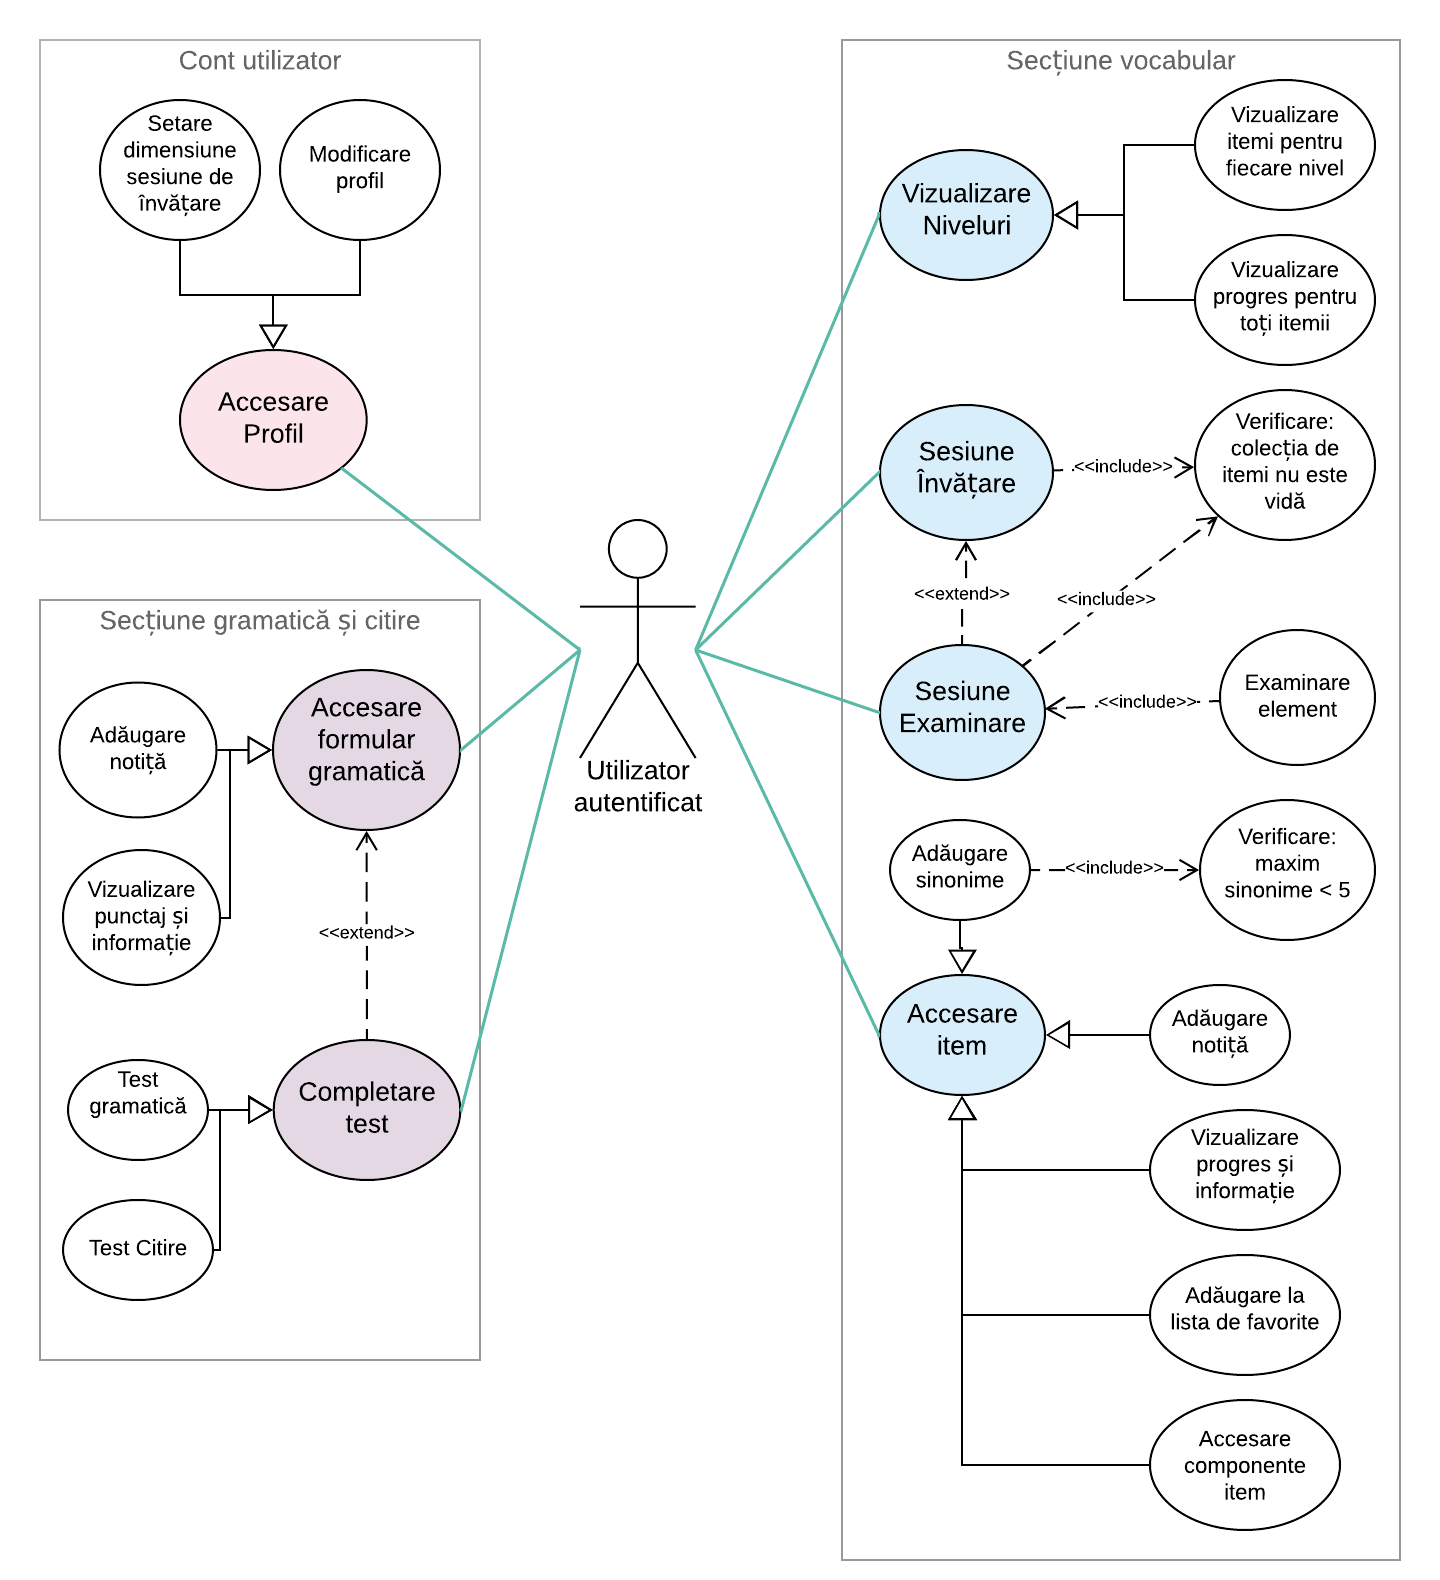 Cont utilizator
Setare
dimensiune
sesiune de
învățare
Modificare
profil
Accesare
Profil
Secțiune gramatică și citire
Accesare
formular
gramatică
Adăugare
notiță
Vizualizare
punctaj și
informație
<<extend>>
Test
gramatică
Completare
test
Test Citire
Utilizator
autentificat
Secțiune vocabular
Vizualizare
Niveluri
Vizualizare
itemi pentru
fiecare nivel
Vizualizare
progres pentru
toți itemii
Sesiune
Învățare
<<include>>
Verificare:
colecția de
itemi nu este
vidă
<<extend>>
<<include>>
Sesiune
Examinare
<<include>>
Examinare
element
Adăugare
sinonime
<<include>>
Verificare:
maxim
sinonime < 5
Accesare
item
Adăugare
notiță
Vizualizare
progres și
informație
Adăugare la
lista de favorite
Accesare
componente
item